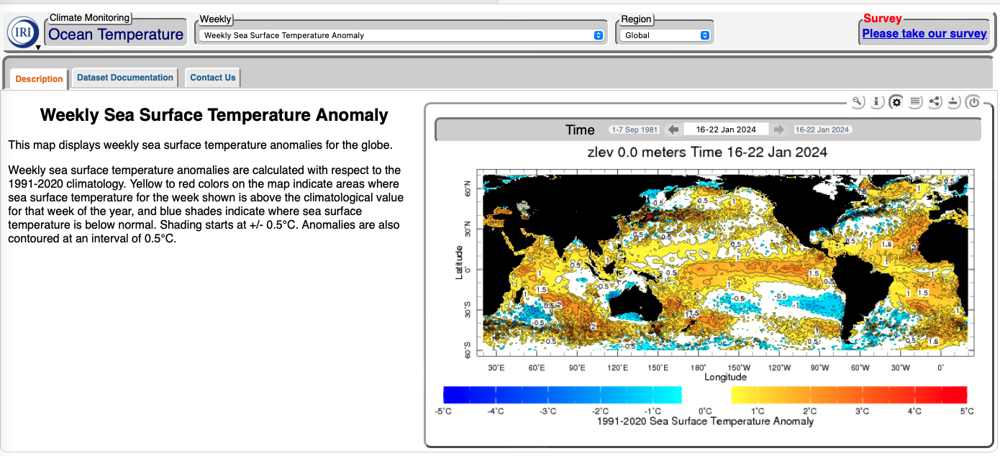 IRI
Climate Monitoring
Ocean Temperature
Weekly
Weekly Sea Surface Temperature Anomaly
Region
Global
Survey
Please take our survey
Description
Dataset Documentation
Contact Us
Weekly Sea Surface Temperature Anomaly
This map displays weekly sea surface temperature anomalies for the globe.
Weekly sea surface temperature anomalies are calculated with respect to the
1991-2020 climatology. Yellow to red colors on the map indicate areas where
sea surface temperature for the week shown is above the climatological value
for that week of the year, and blue shades indicate where sea surface
temperature is below normal. Shading starts at +/- 0.5°C. Anomalies are also
contoured at an interval of 0.5°C.
Time
1-7 Sep 1981
16-22 Jan 2024
16-22 Jan 2024
zlev 0.0 meters Time 16-22 Jan 2024
Latitude
60°N
30°N
0°
30°S
60°S
30°E 60°E 90°E 120°E 150°E 180° 150°W 120°W 90°W 60°W 30°W 0°
Longitude
-5°C -4°C -3°C -2°C -1°C 0°C 1°C 2°C 3°C 4°C 5°C
1991-2020 Sea Surface Temperature Anomaly